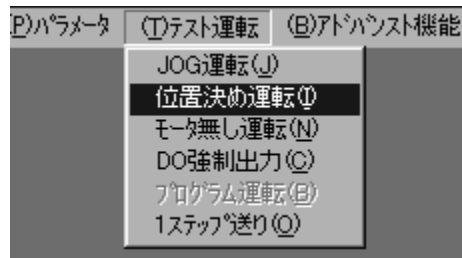 (P)ﾊﾟﾗﾒｰﾀ (T)ﾃｽﾄ運転 (B)ｱﾄﾞﾊﾞﾝｽﾄ機能
JOG運転(J)
位置決め運転(I)
ﾓｰﾀ無し運転(N)
DO強制出力(C)
ﾌﾟﾛｸﾞﾗﾑ運転(B)
1ｽﾃｯﾌﾟ送り(O)